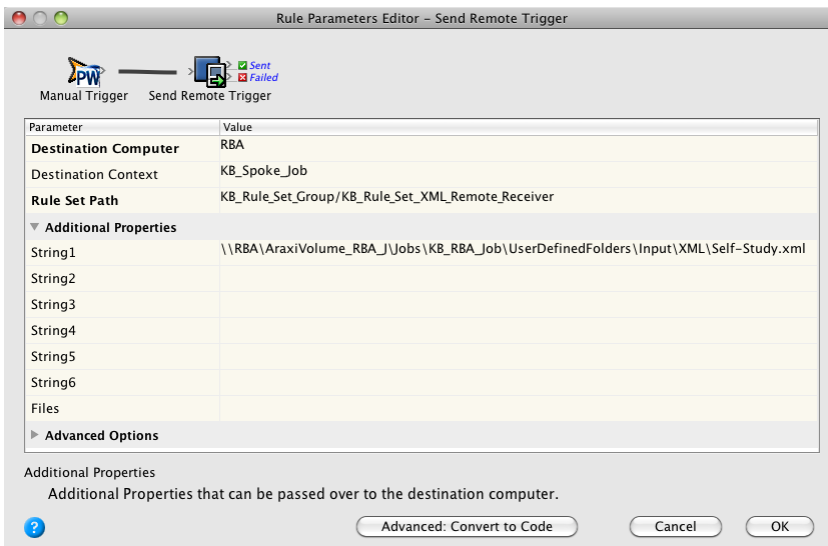 Rule Parameters Editor – Send Remote Trigger
PW
Sent
Failed
Manual Trigger Send Remote Trigger
Parameter Value
Destination Computer RBA
Destination Context KB_Spoke_Job
Rule Set Path KB_Rule_Set_Group/KB_Rule_Set_XML_Remote_Receiver
Additional Properties
String1 \\RBA\AraxiVolume_RBA_J\Jobs\KB_RBA_Job\UserDefinedFolders\Input\XML\Self-Study.xml
String2
String3
String4
String5
String6
Files
Advanced Options
Additional Properties
Additional Properties that can be passed over to the destination computer.
? Advanced: Convert to Code Cancel OK